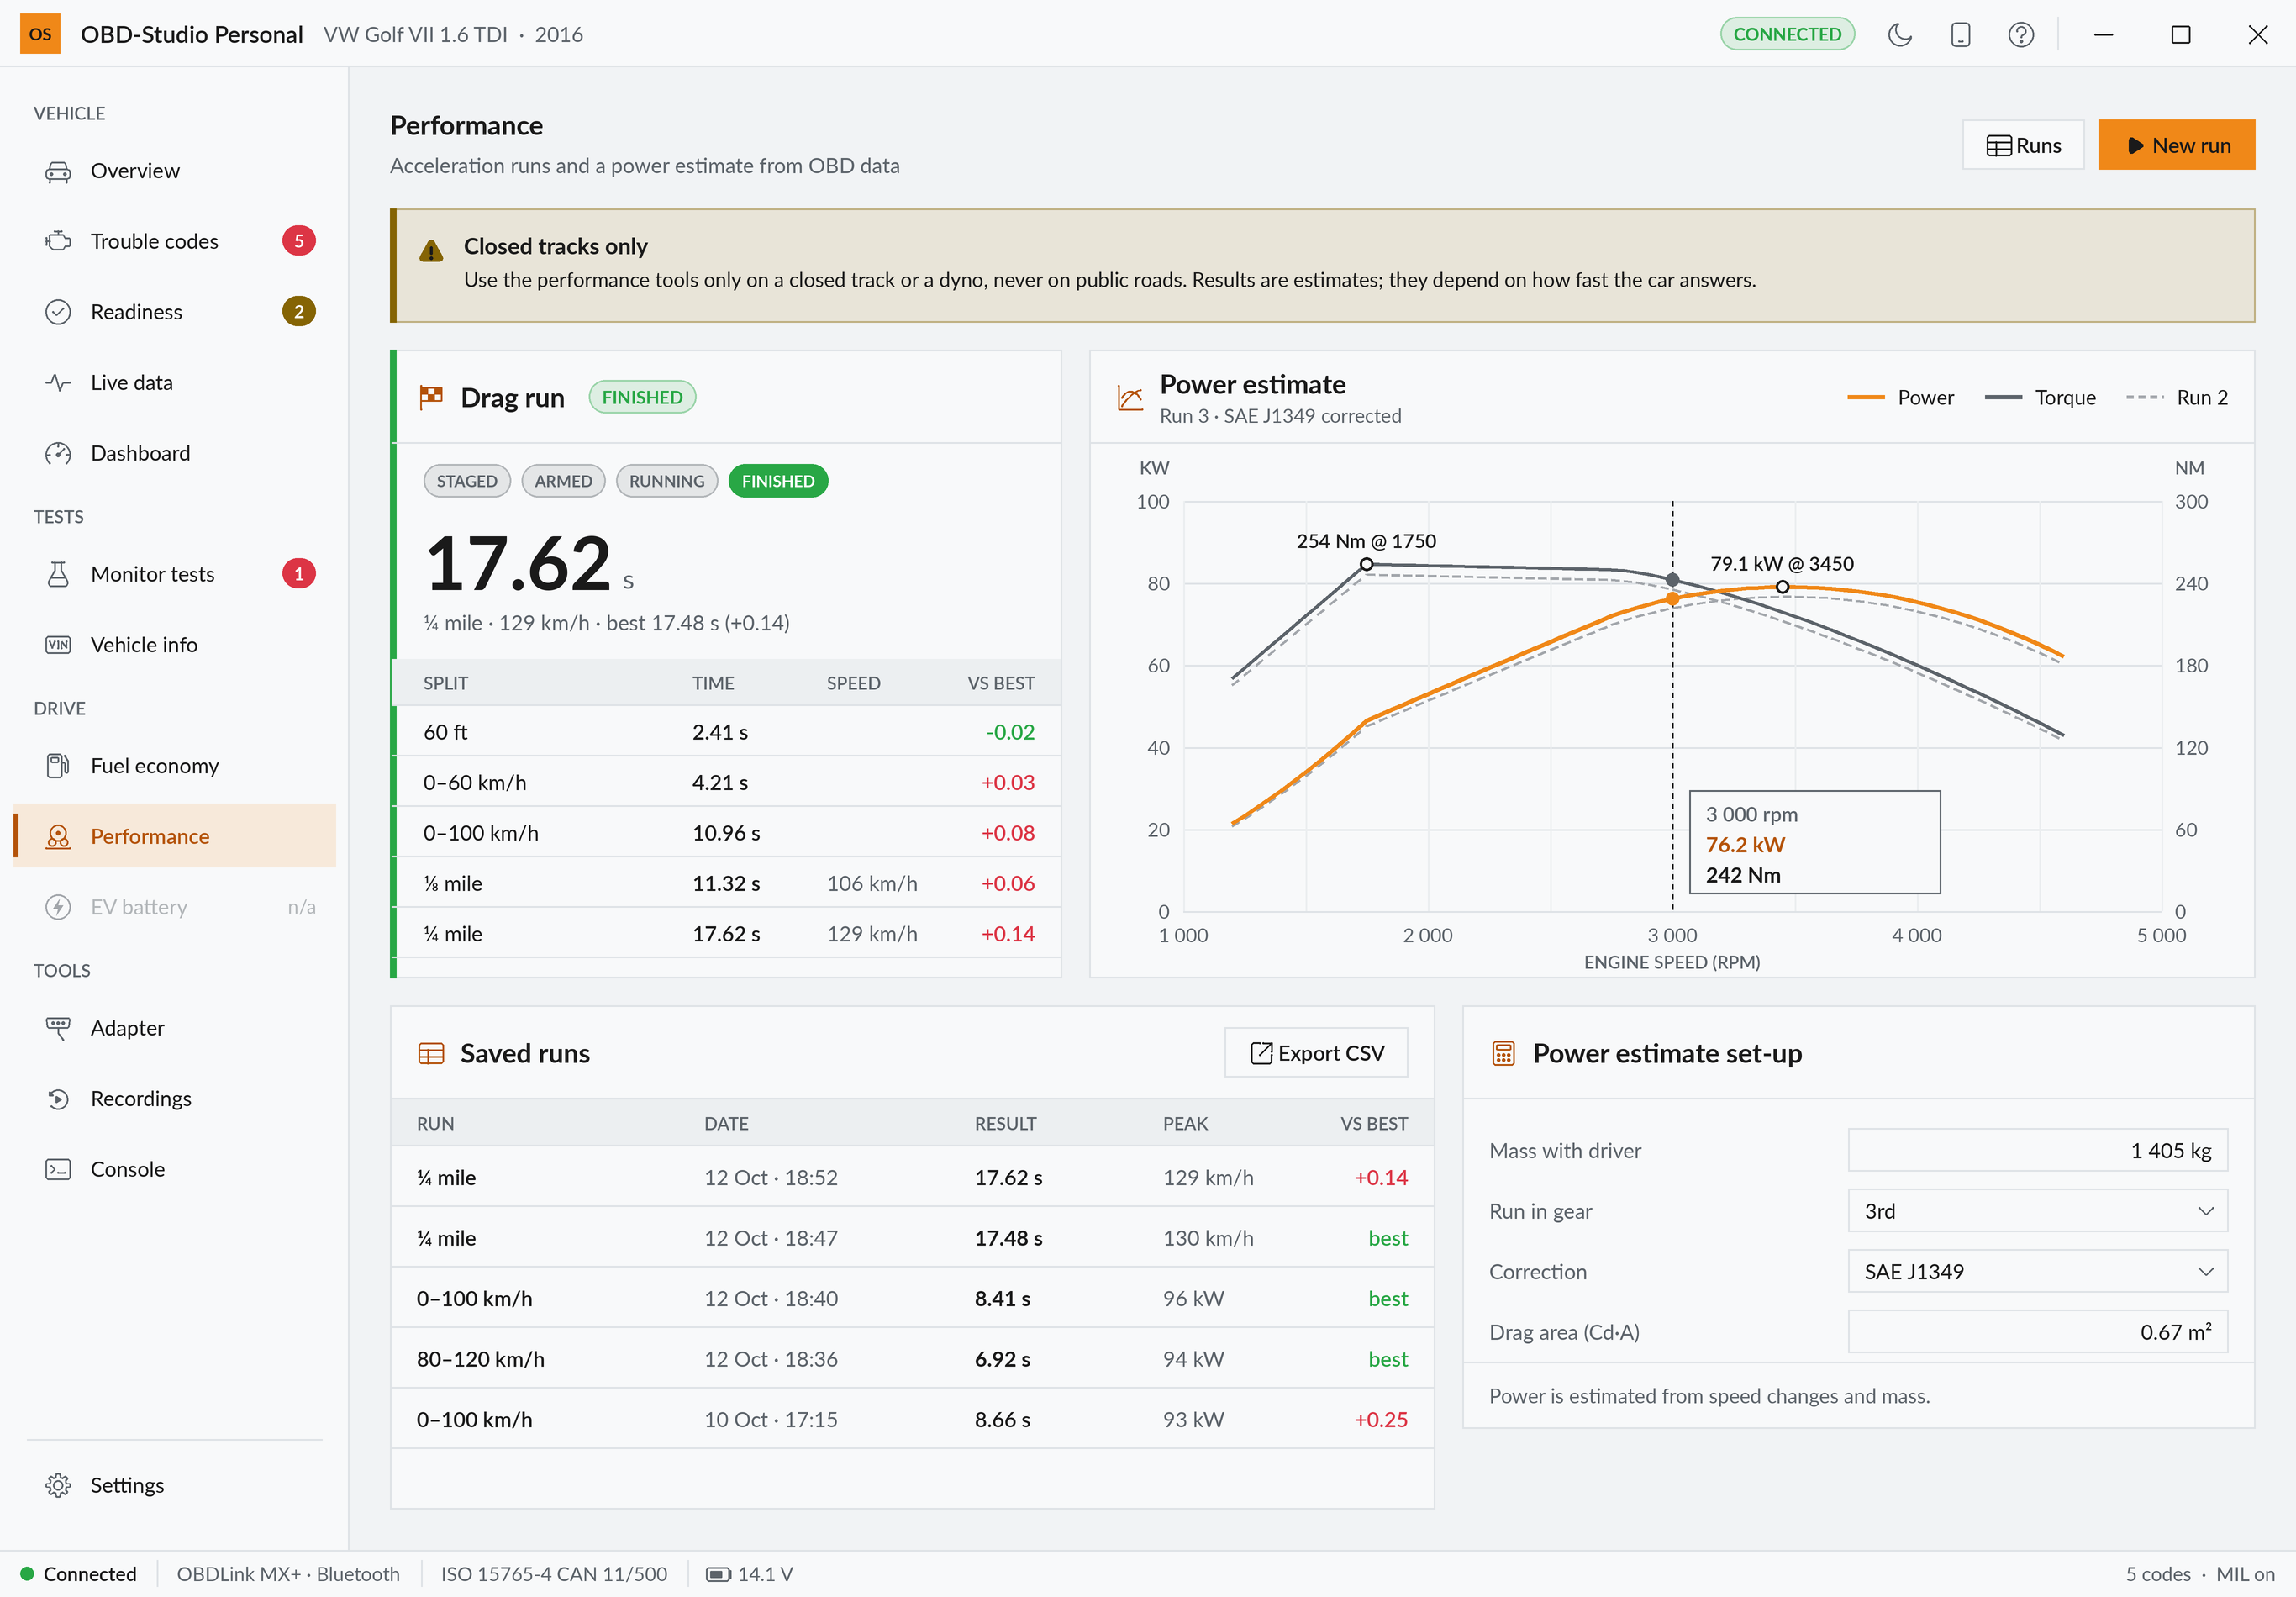 OS OBD-Studio Personal VW Golf VII 1.6 TDI · 2016 CONNECTED
VEHICLE
Overview
Trouble codes 5
Readiness 2
Live data
Dashboard
TESTS
Monitor tests 1
VIN Vehicle info
DRIVE
Fuel economy
Performance
EV battery n/a
TOOLS
Adapter
Recordings
Console
Settings
Performance
Acceleration runs and a power estimate from OBD data
Runs New run
Closed tracks only
Use the performance tools only on a closed track or a dyno, never on public roads. Results are estimates; they depend on how fast the car answers.
Drag run FINISHED
STAGED ARMED RUNNING FINISHED
17.62 s
¼ mile · 129 km/h · best 17.48 s (+0.14)
SPLIT TIME SPEED VS BEST
60 ft 2.41 s -0.02
0–60 km/h 4.21 s +0.03
0–100 km/h 10.96 s +0.08
⅛ mile 11.32 s 106 km/h +0.06
¼ mile 17.62 s 129 km/h +0.14
Power estimate
Run 3 · SAE J1349 corrected
Power Torque Run 2
KW NM
100 300
254 Nm @ 1750
79.1 kW @ 3450
80 240
60 180
40 120
3 000 rpm
20 60
76.2 kW
242 Nm
0 0
1 000 2 000 3 000 4 000 5 000
ENGINE SPEED (RPM)
Saved runs Export CSV
RUN DATE RESULT PEAK VS BEST
¼ mile 12 Oct · 18:52 17.62 s 129 km/h +0.14
¼ mile 12 Oct · 18:47 17.48 s 130 km/h best
0–100 km/h 12 Oct · 18:40 8.41 s 96 kW best
80–120 km/h 12 Oct · 18:36 6.92 s 94 kW best
0–100 km/h 10 Oct · 17:15 8.66 s 93 kW +0.25
Power estimate set-up
Mass with driver 1 405 kg
Run in gear 3rd
Correction SAE J1349
Drag area (Cd·A) 0.67 m²
Power is estimated from speed changes and mass.
Connected OBDLink MX+ · Bluetooth ISO 15765-4 CAN 11/500 14.1 V 5 codes · MIL on